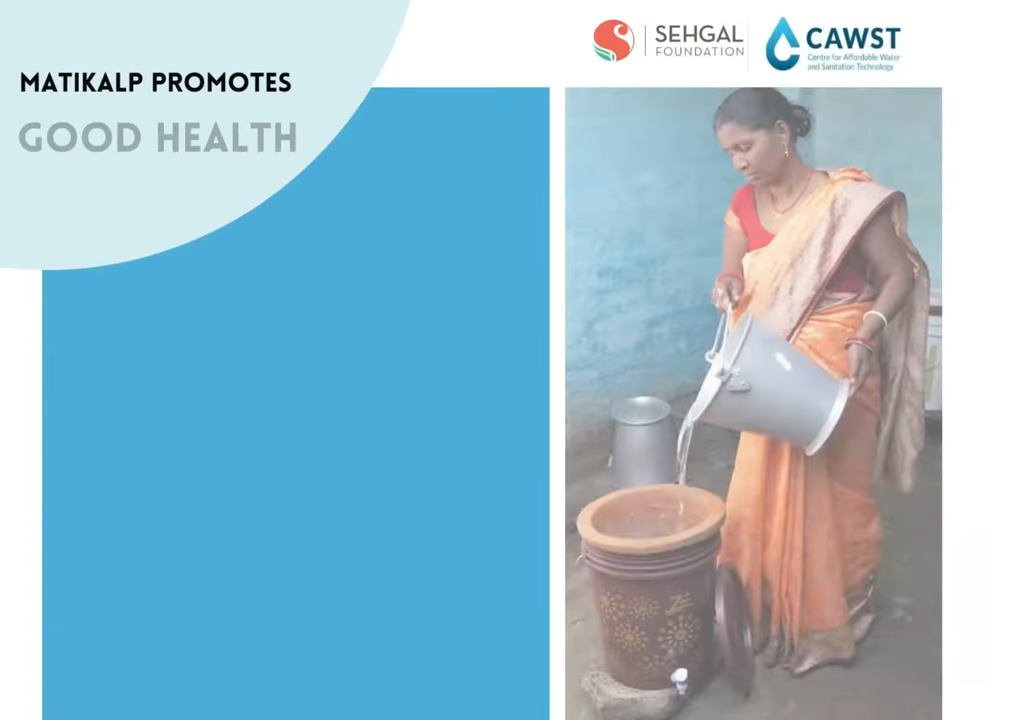 MATIKALP PROMOTES
GOOD HEALTH
SEHGAL
FOUNDATION
CAWST
Centre for Affordable Water
and Sanitation Technology